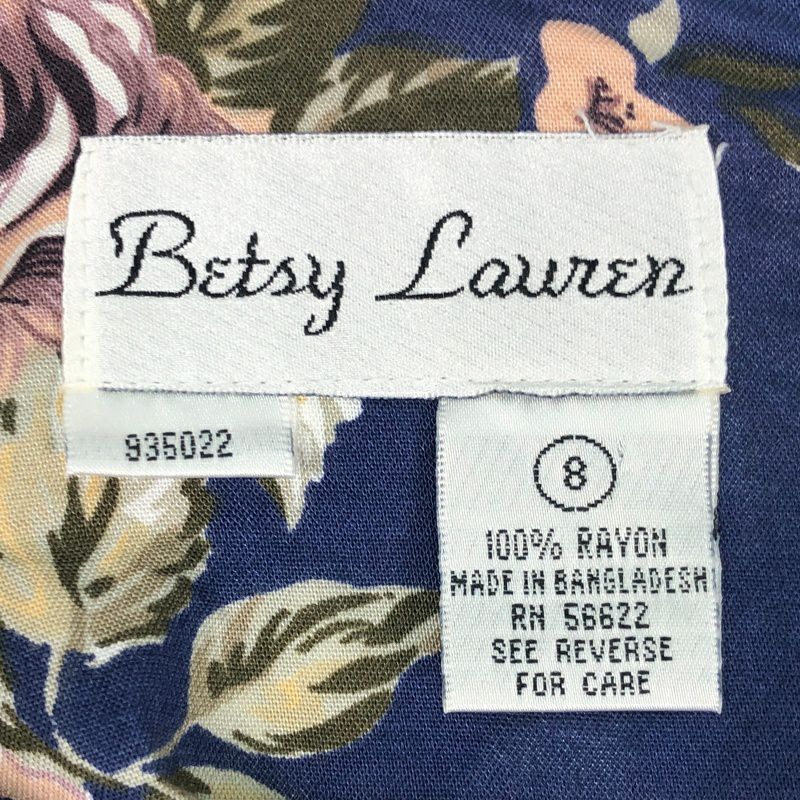 Betsy Lauren
935022
8
100% RAYON
MADE IN BANGLADESH
RN 56622
SEE REVERSE
FOR CARE